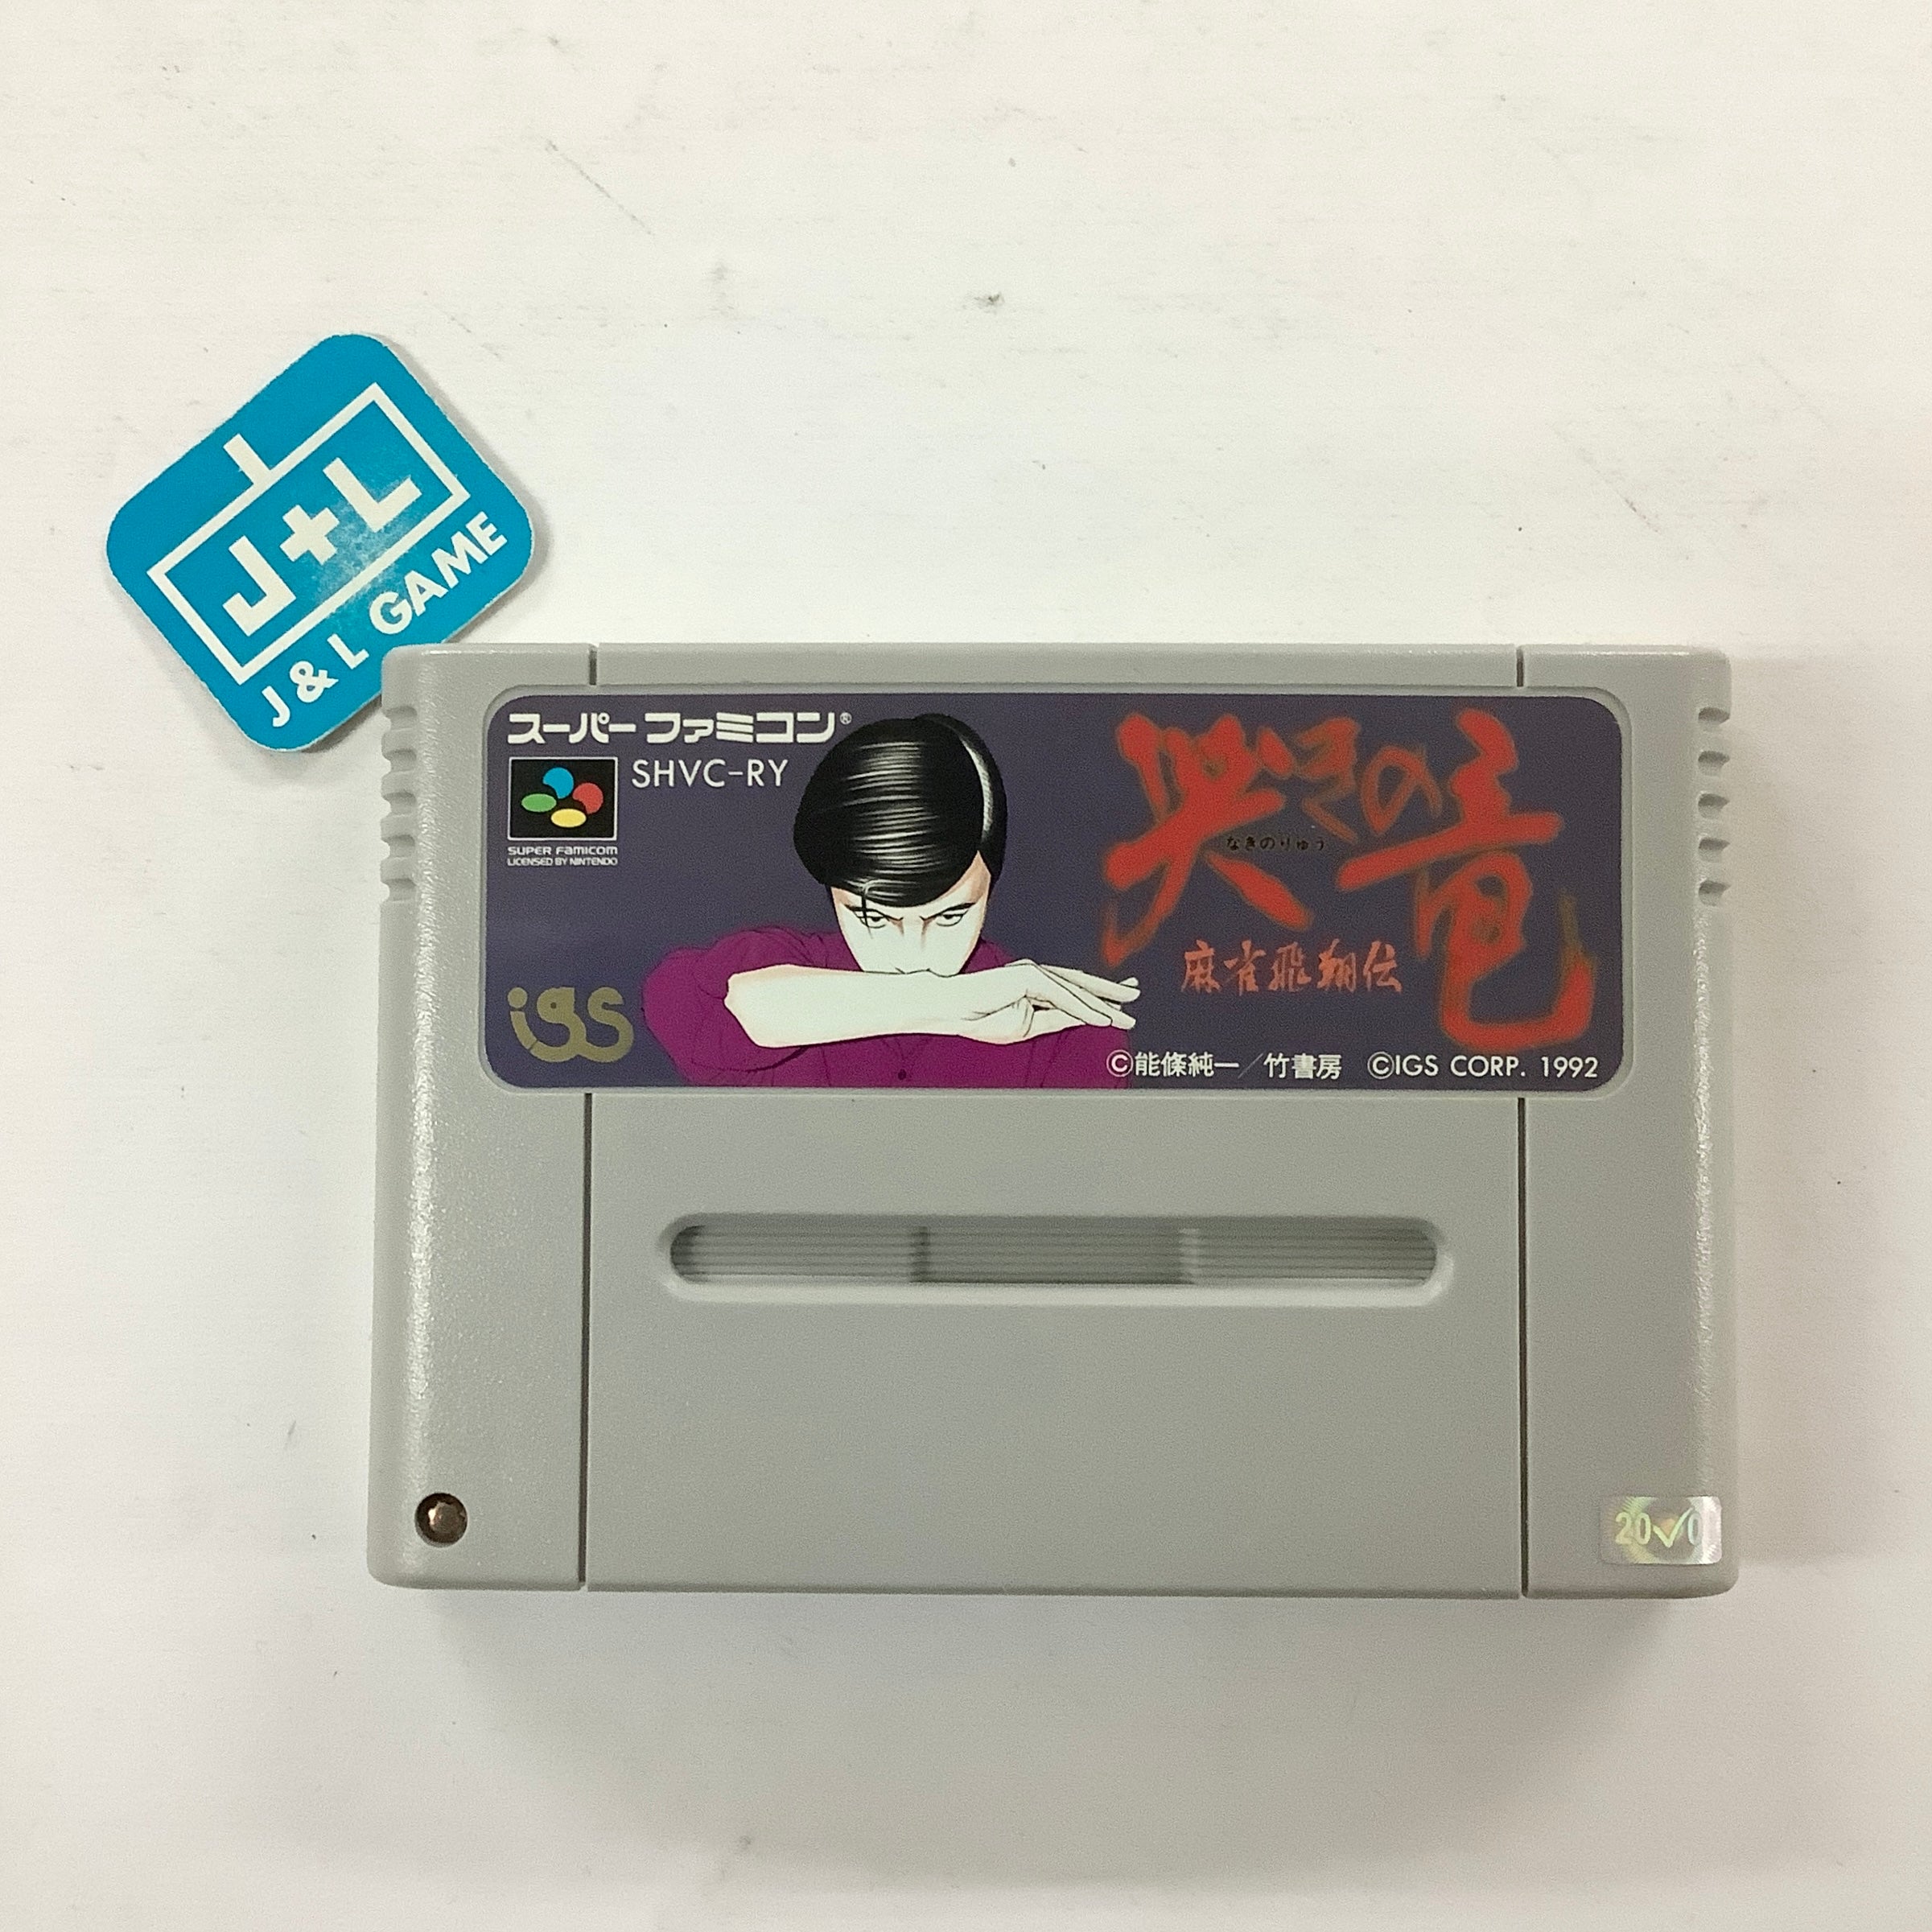 J+L
J & L GAME
スーパーファミコン®
SHVC-RY
SUPER FAMICOM
LICENSED BY NINTENDO
igs
哭きの竜
なきのりゅう
麻雀飛翔伝
©能條純一/竹書房 ©IGS CORP. 1992
20✓0